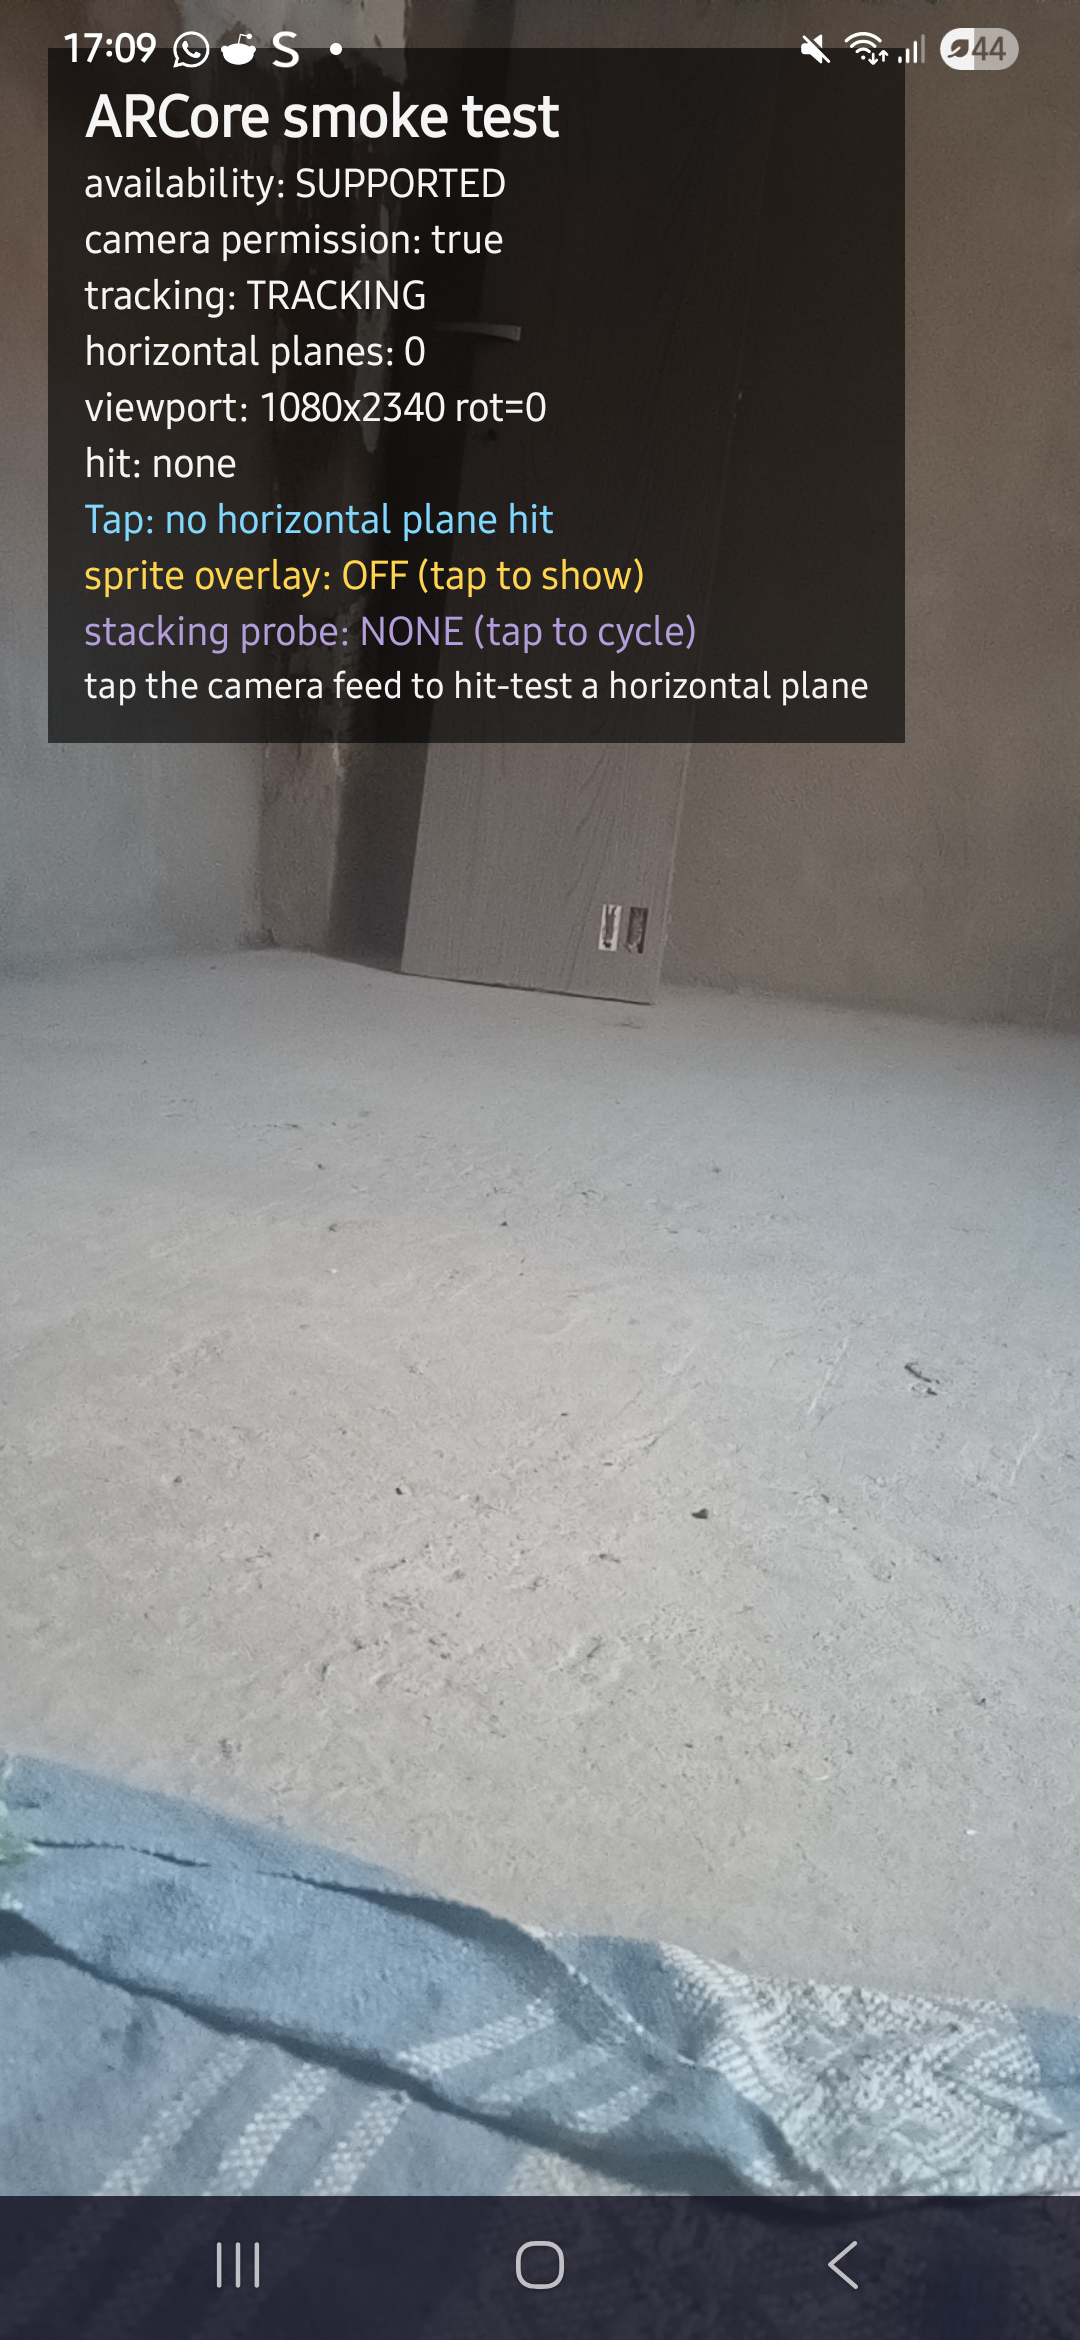 17:09 S 44
ARCore smoke test
availability: SUPPORTED
camera permission: true
tracking: TRACKING
horizontal planes: 0
viewport: 1080x2340 rot=0
hit: none
Tap: no horizontal plane hit
sprite overlay: OFF (tap to show)
stacking probe: NONE (tap to cycle)
tap the camera feed to hit-test a horizontal plane